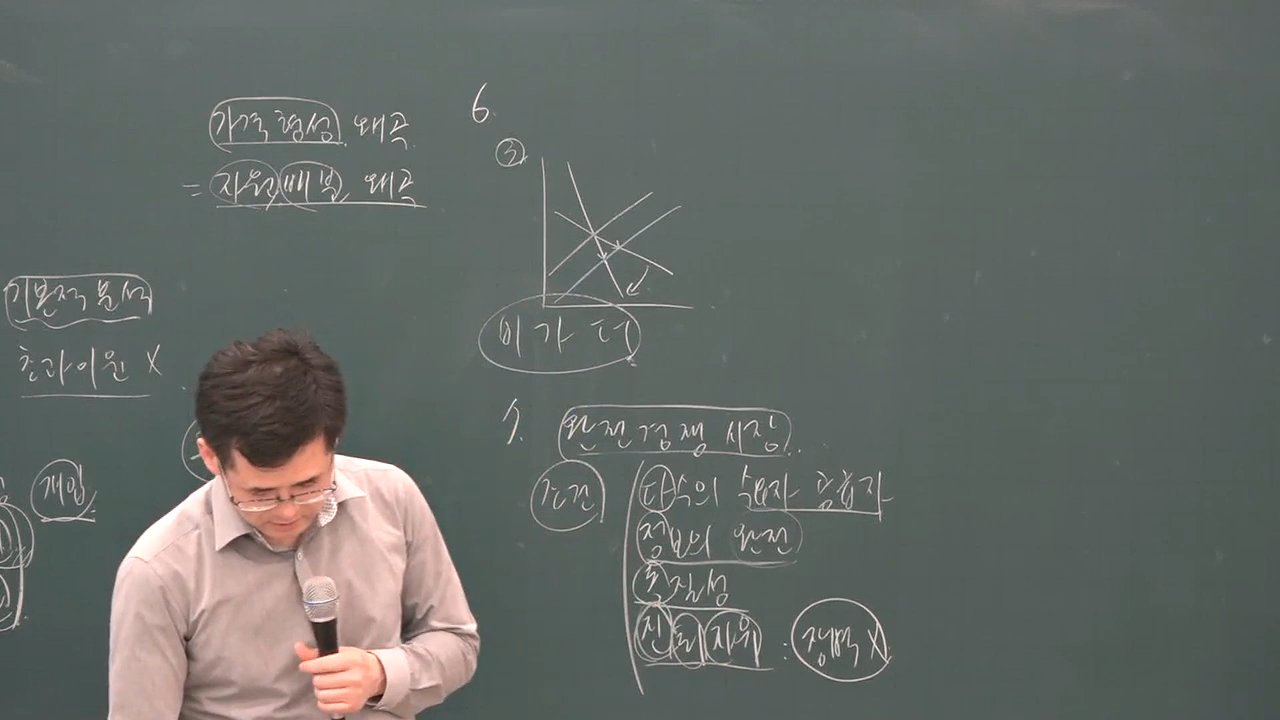 가격 형성 왜곡
= 자원 배분 왜곡
기본적 분석
초과이윤 X
개입
6.
③
비 가 표
7. 완전경쟁 시장
조건
다수의 수요자 공급자
정보의 완전
동질성
진퇴자유 : 장벽 X